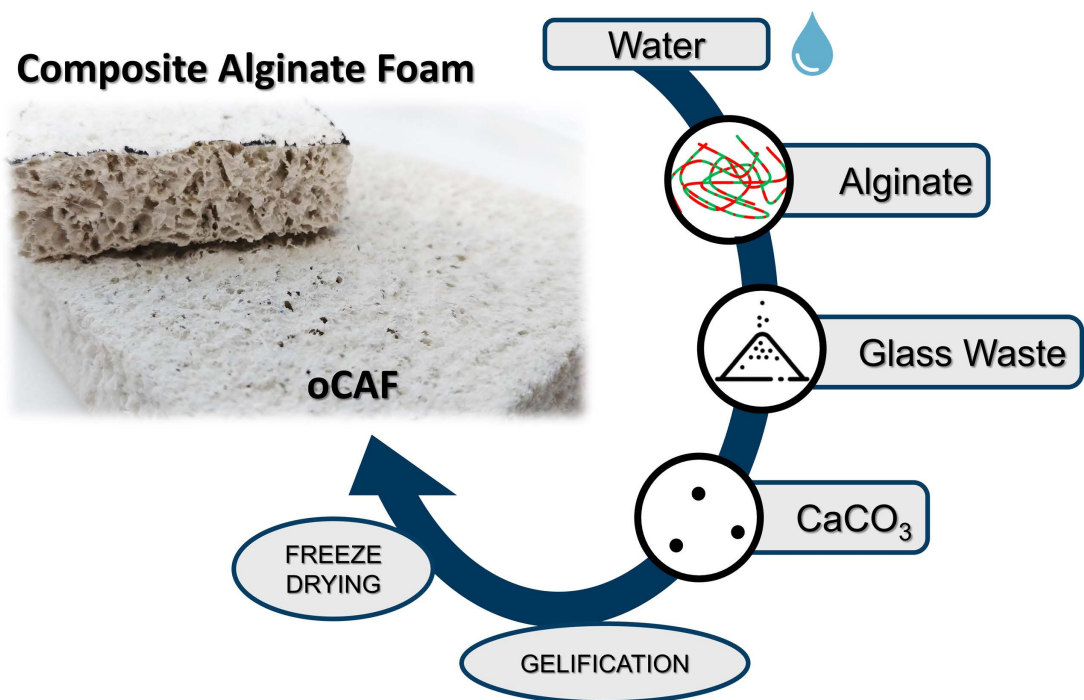 Composite Alginate Foam
oCAF
Water
Alginate
Glass Waste
CaCO₃
GELIFICATION
FREEZE
DRYING